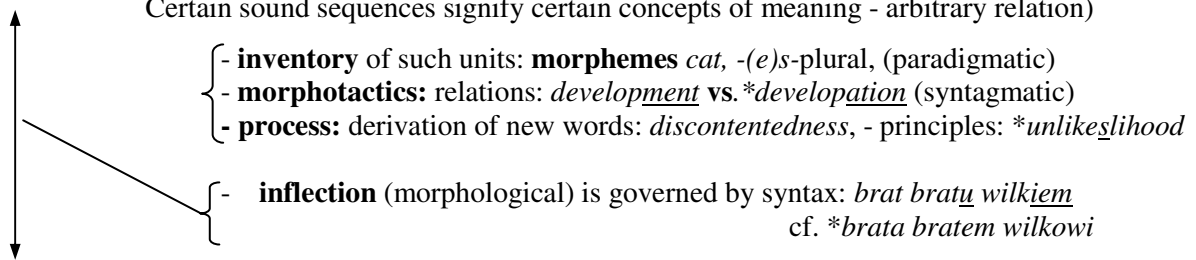 Certain sound sequences signify certain concepts of meaning - arbitrary relation)
- inventory of such units: morphemes cat, -(e)s-plural, (paradigmatic)
- morphotactics: relations: development vs.*developation (syntagmatic)
- process: derivation of new words: discontentedness, - principles: *unlikeslihood
- inflection (morphological) is governed by syntax: brat bratu wilkiem
cf. *brata bratem wilkowi